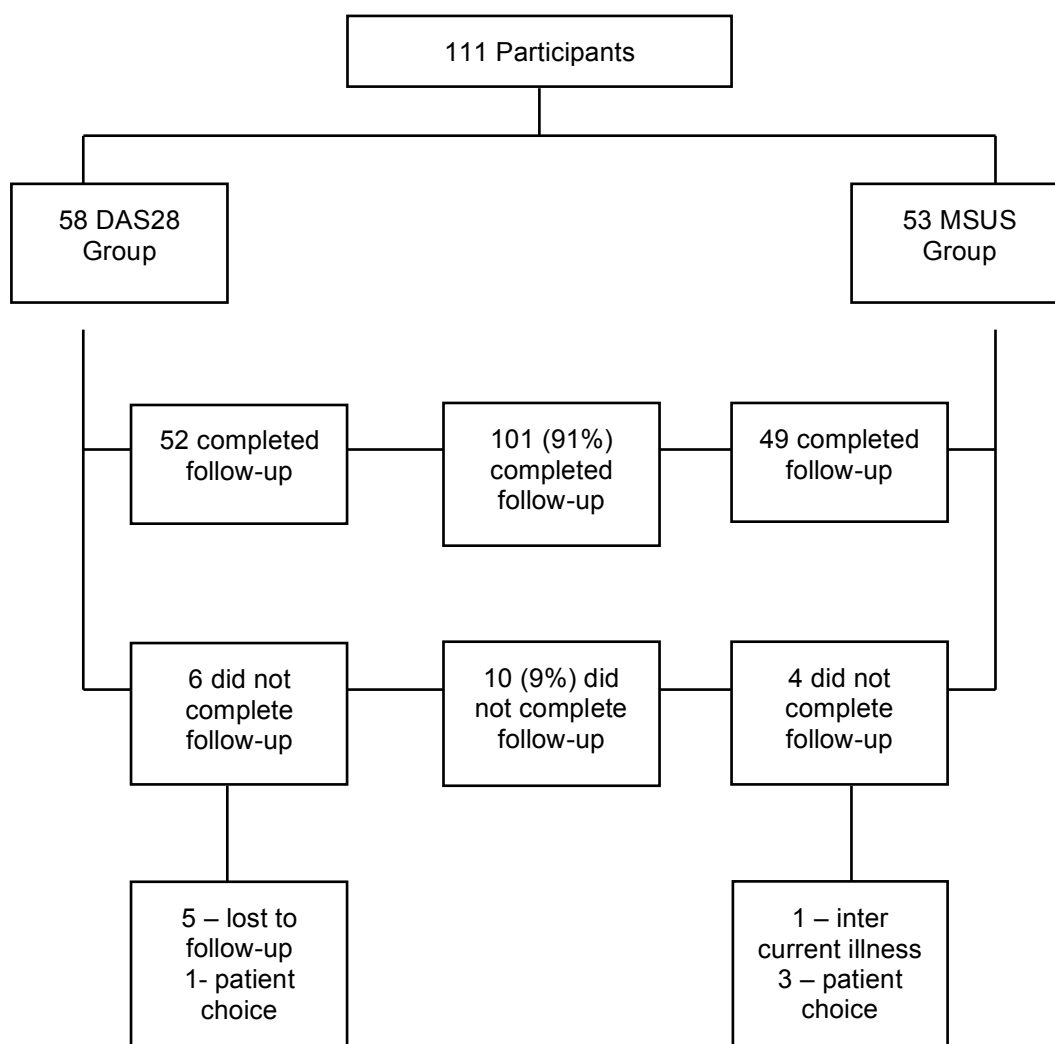 111 Participants
58 DAS28
Group
53 MSUS
Group
52 completed
follow-up
101 (91%)
completed
follow-up
49 completed
follow-up
6 did not
complete
follow-up
10 (9%) did
not complete
follow-up
4 did not
complete
follow-up
5 – lost to
follow-up
1- patient
choice
1 – inter
current illness
3 – patient
choice